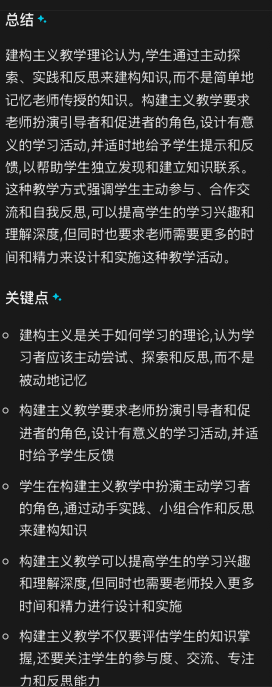 总结
建构主义教学理论认为,学生通过主动探
索、实践和反思来建构知识,而不是简单地
记忆老师传授的知识。构建主义教学要求
老师扮演引导者和促进者的角色,设计有意
义的学习活动,并适时地给予学生提示和反
馈,以帮助学生独立发现和建立知识联系。
这种教学方式强调学生主动参与、合作交
流和自我反思,可以提高学生的学习兴趣和
理解深度,但同时也要求老师需要更多的时
间和精力来设计和实施这种教学活动。
关键点
建构主义是关于如何学习的理论,认为学
习者应该主动尝试、探索和反思,而不是
被动地记忆
构建主义教学要求老师扮演引导者和促
进者的角色,设计有意义的学习活动,并适
时给予学生反馈
学生在构建主义教学中扮演主动学习者
的角色,通过动手实践、小组合作和反思
来建构知识
构建主义教学可以提高学生的学习兴趣
和理解深度,但同时也需要老师投入更多
时间和精力进行设计和实施
构建主义教学不仅要评估学生的知识掌
握,还要关注学生的参与度、交流、专注
力和反思能力